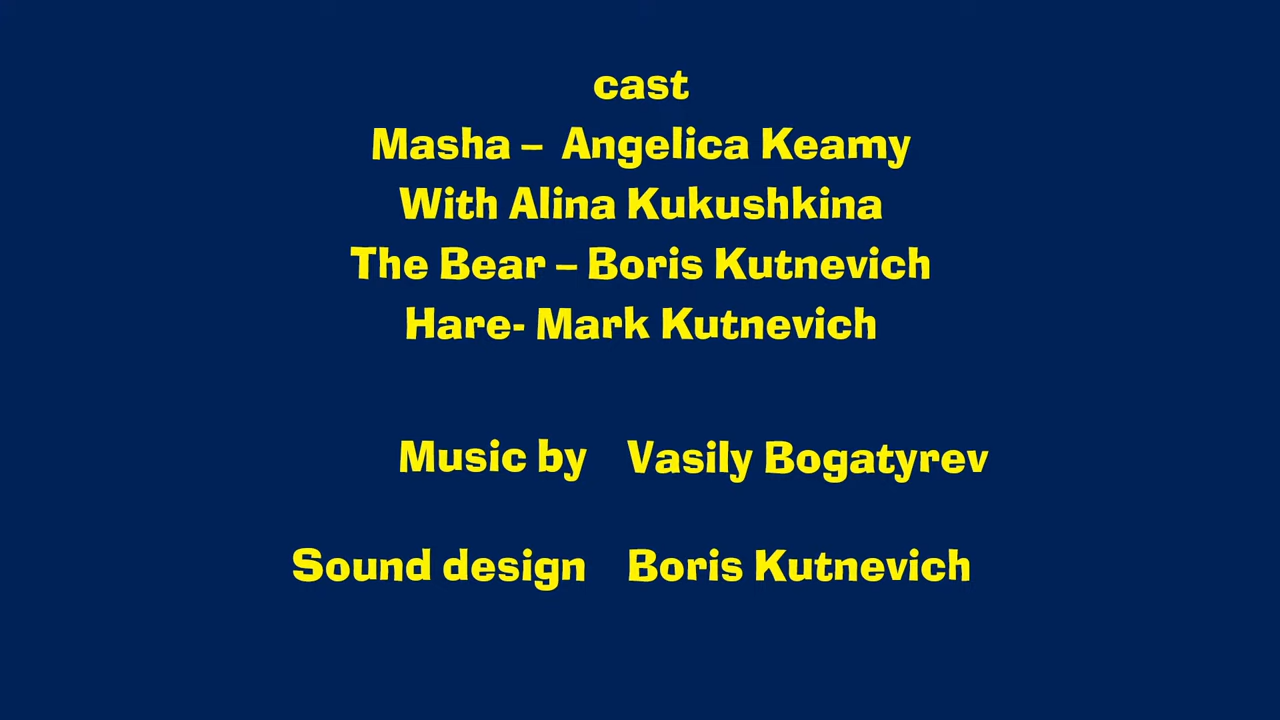 cast
Masha – Angelica Keamy
With Alina Kukushkina
The Bear – Boris Kutnevich
Hare- Mark Kutnevich
Music by Vasily Bogatyrev
Sound design Boris Kutnevich